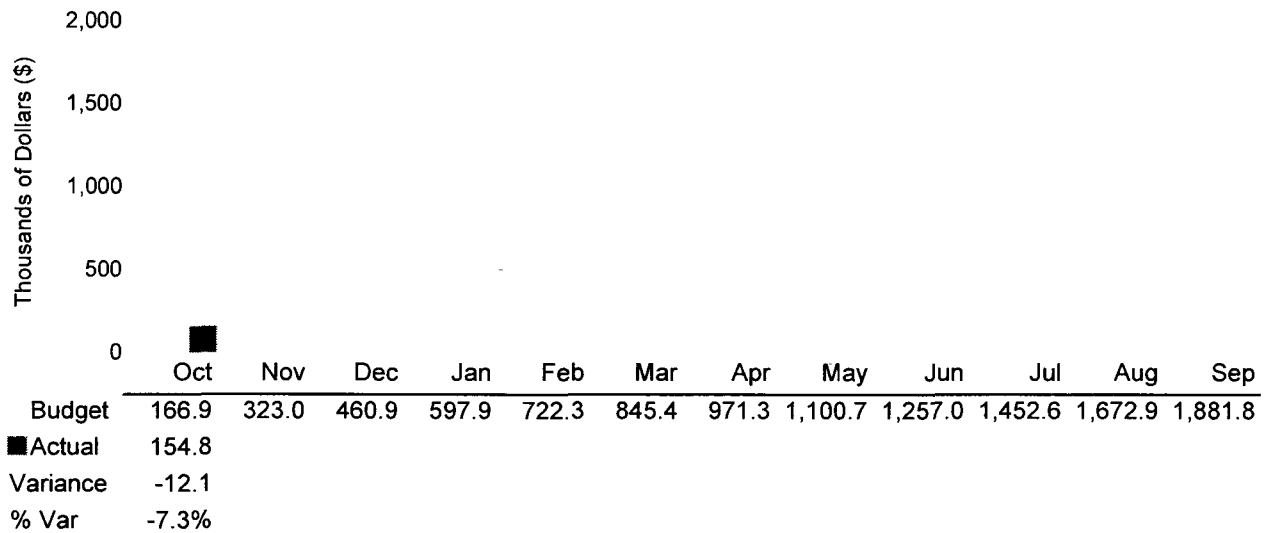 2,000
1,500
1,000
500
0
Thousands of Dollars ($)
Oct Nov Dec Jan Feb Mar Apr May Jun Jul Aug Sep
Budget 166.9 323.0 460.9 597.9 722.3 845.4 971.3 1,100.7 1,257.0 1,452.6 1,672.9 1,881.8
Actual 154.8
Variance -12.1
% Var -7.3%